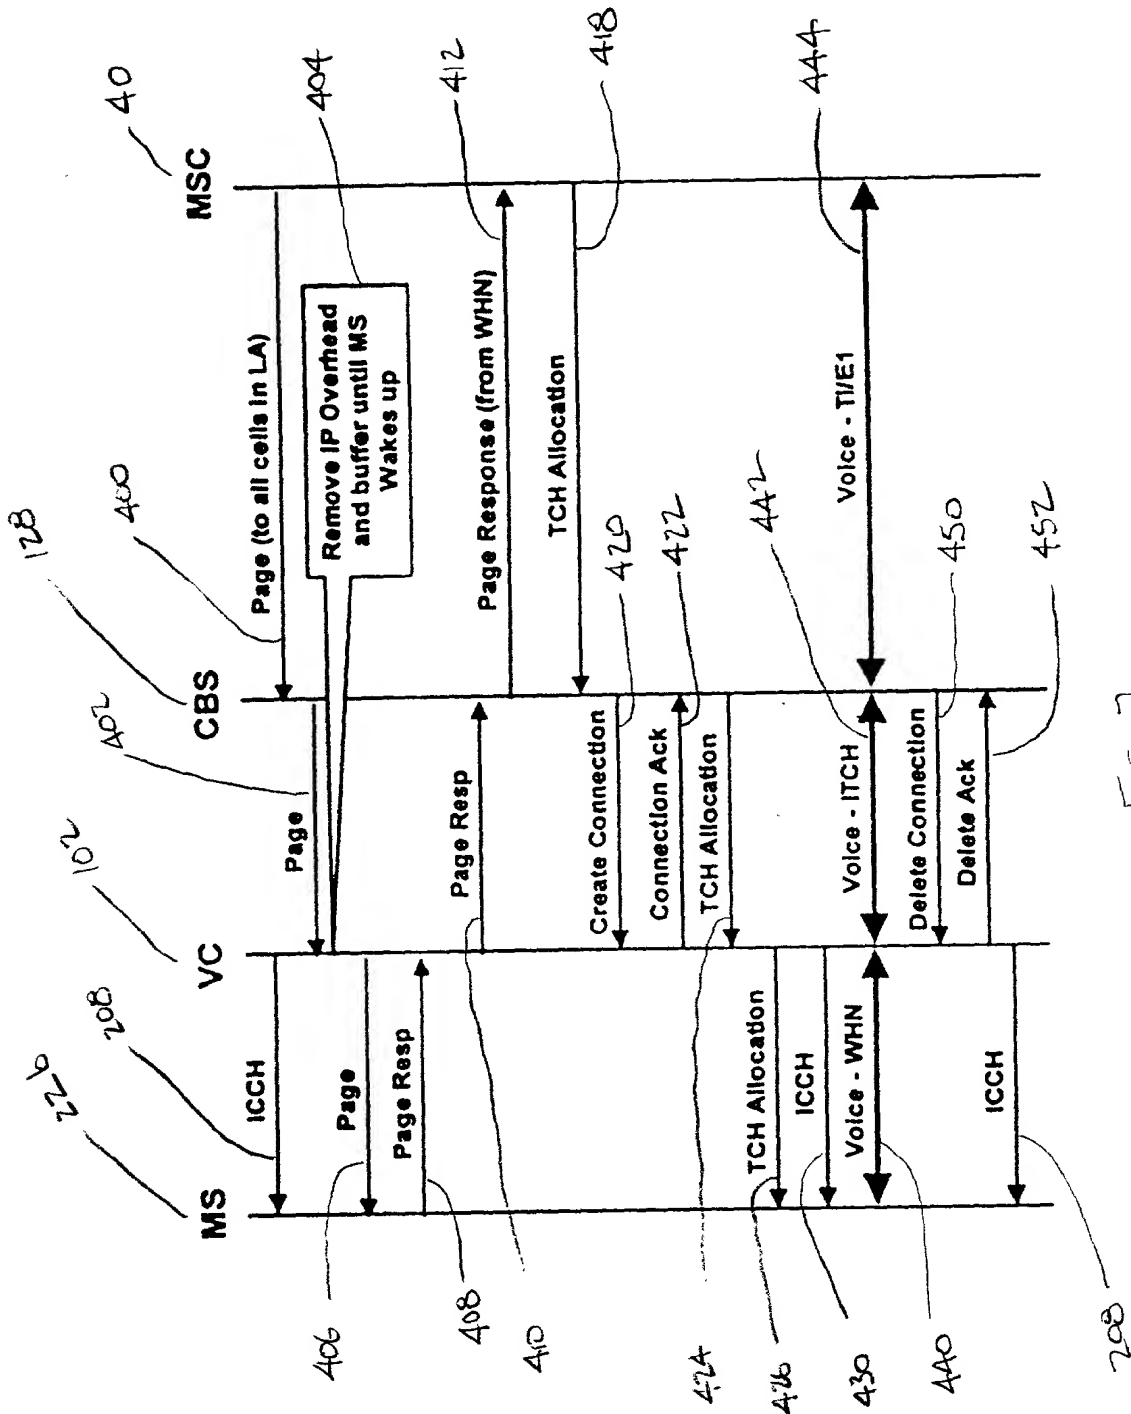 226
208
102
402
128
400
40
MS
VC
CBS
MSC
ICCH
Page (to all cells in LA)
404
Page
Remove IP Overhead
and buffer until MS
Wakes up
406
Page
408
Page Resp
410
Page Resp
412
Page Response (from WHN)
418
TCH Allocation
Create Connection
420
Connection Ack
422
424
TCH Allocation
426
TCH Allocation
430
ICCH
440
Voice - WHN
Voice - ITCH
442
Voice - TI/E1
444
Delete Connection
450
Delete Ack
452
ICCH
208